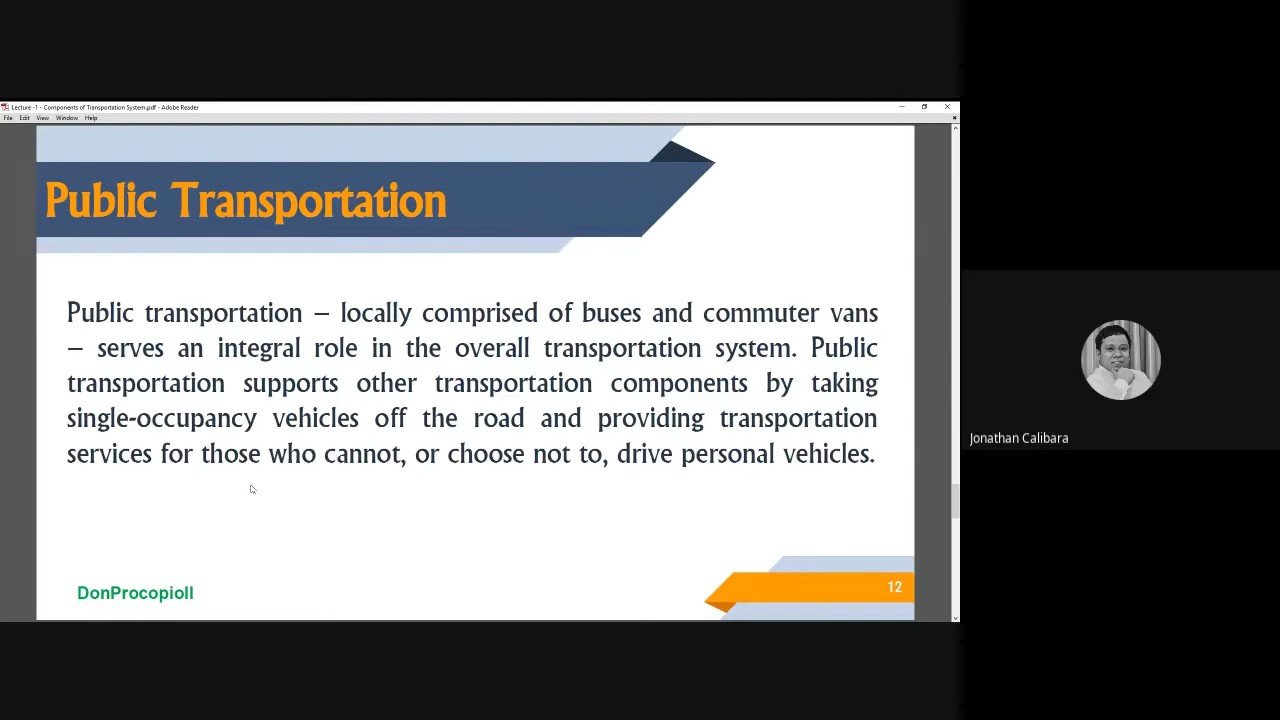 Lecture -1 - Components of Transportation System.pdf - Adobe Reader
File Edit View Window Help
Public Transportation
Public transportation – locally comprised of buses and commuter vans
– serves an integral role in the overall transportation system. Public
transportation supports other transportation components by taking
single-occupancy vehicles off the road and providing transportation
services for those who cannot, or choose not to, drive personal vehicles.
Jonathan Calibara
DonProcopioII
12